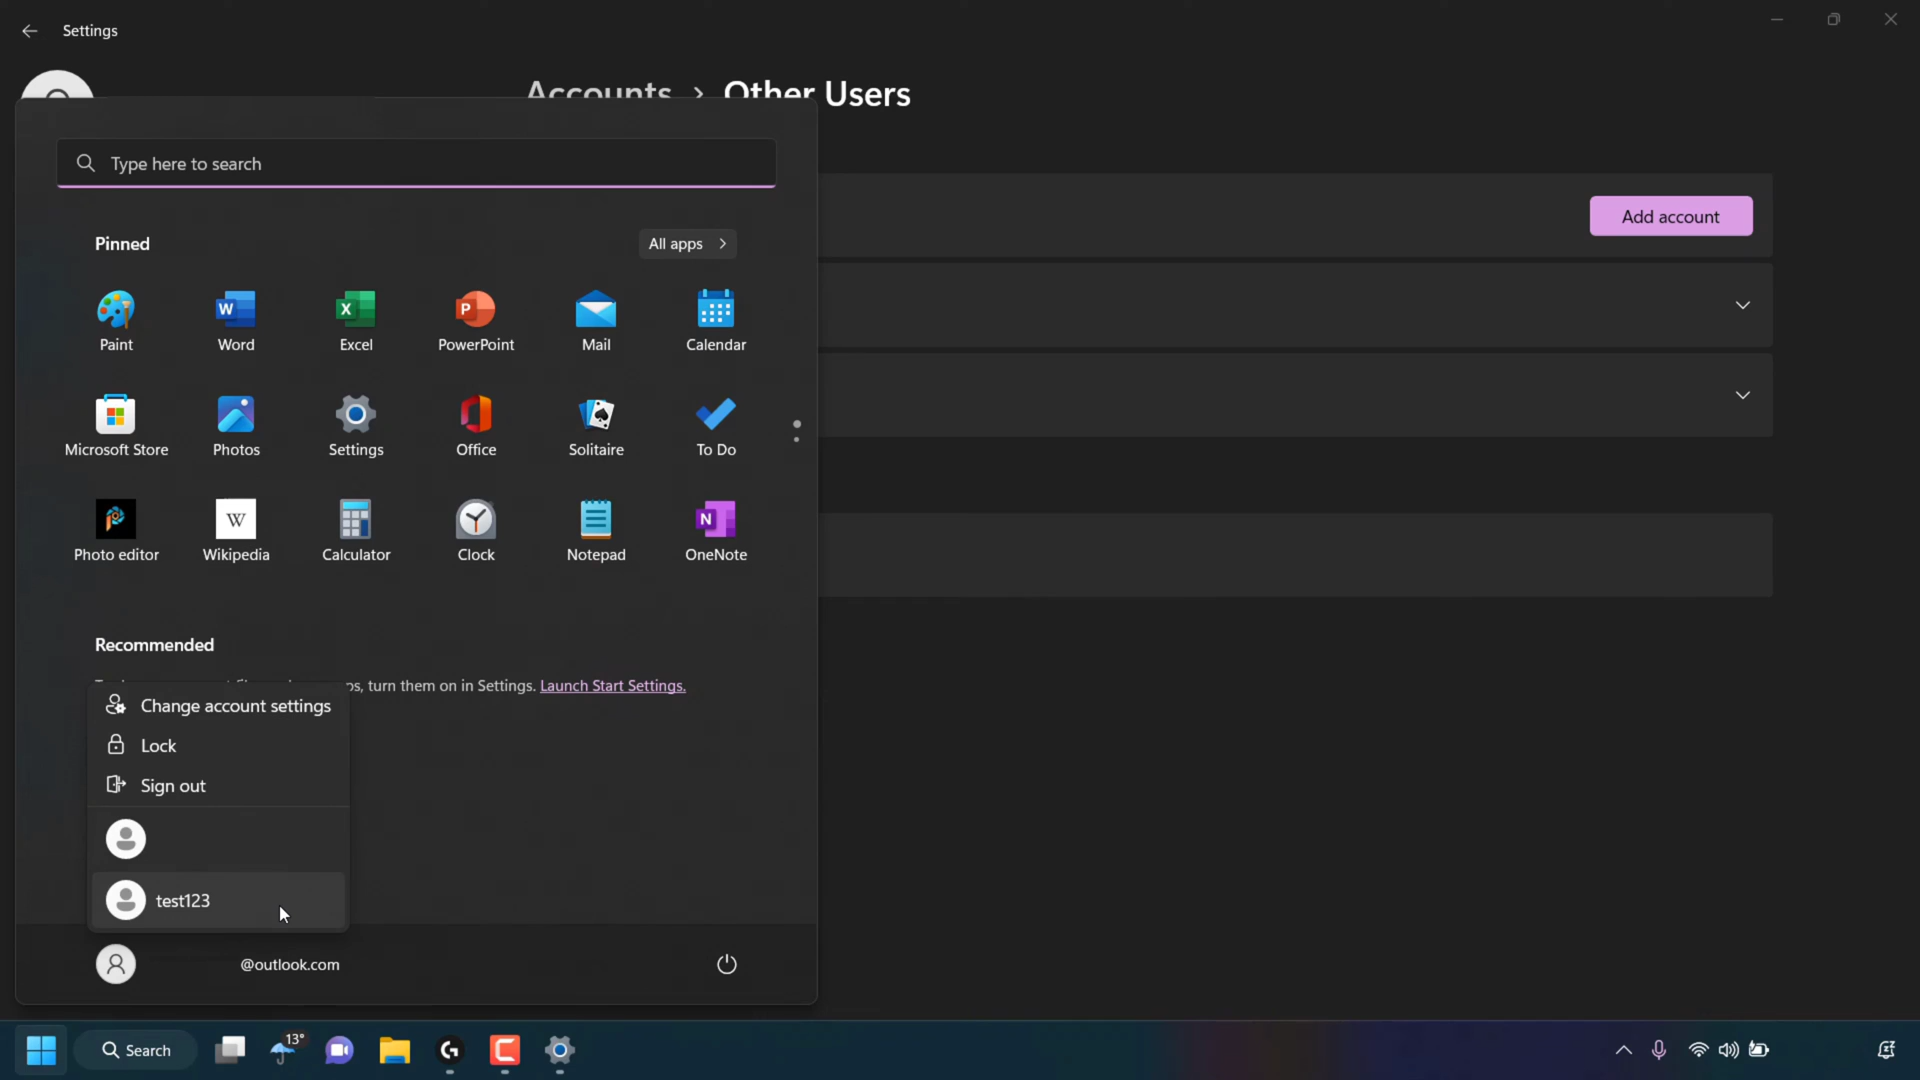 Settings
Accounts > Other Users
Type here to search
Add account
Pinned
All apps >
Paint
Word
Excel
PowerPoint
Mail
Calendar
Microsoft Store
Photos
Settings
Office
Solitaire
To Do
Photo editor
Wikipedia
Calculator
Clock
Notepad
OneNote
Recommended
turn them on in Settings. Launch Start Settings.
Change account settings
Lock
Sign out
test123
@outlook.com
Search
13°